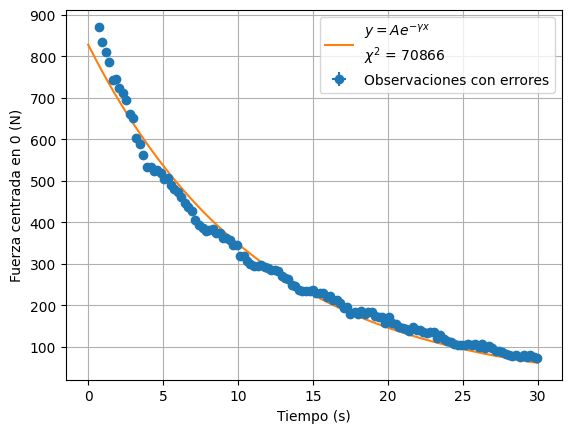 y = Ae^{-γx}
χ² = 70866
Observaciones con errores
Fuerza centrada en 0 (N)
900
800
700
600
500
400
300
200
100
0 5 10 15 20 25 30
Tiempo (s)